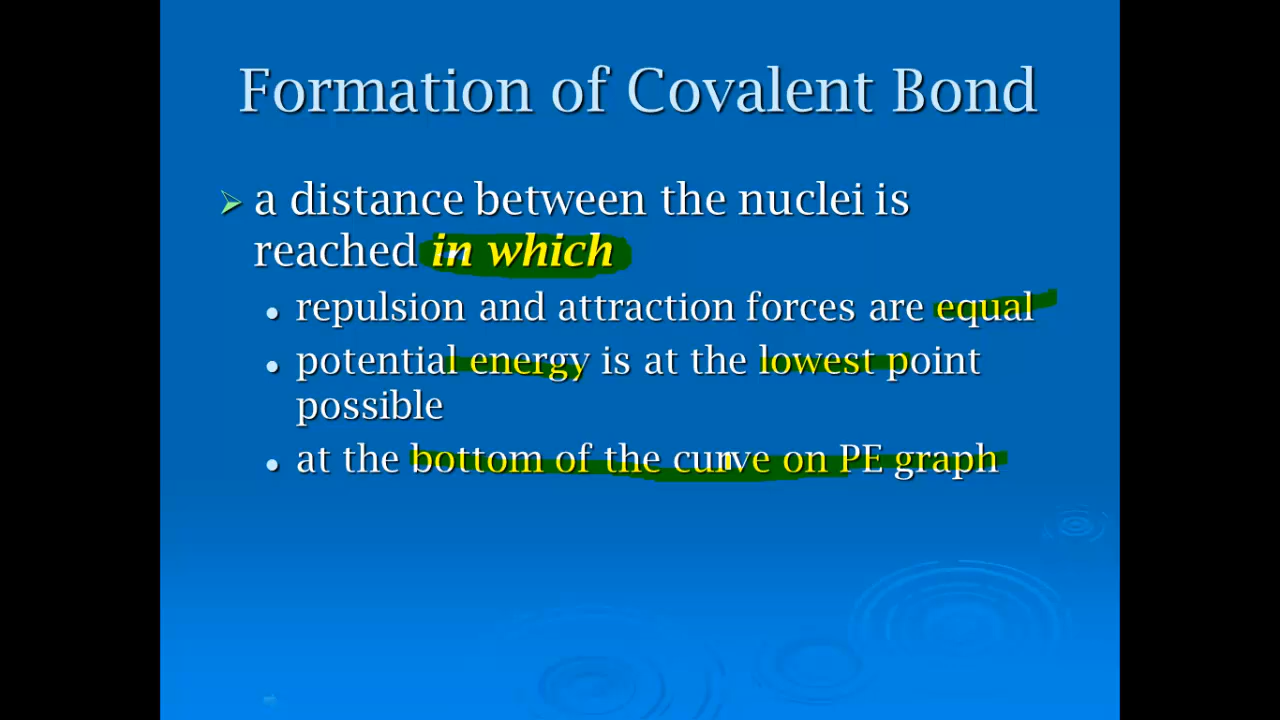 Formation of Covalent Bond
a distance between the nuclei is
reached in which
repulsion and attraction forces are equal
potential energy is at the lowest point
possible
at the bottom of the curve on PE graph